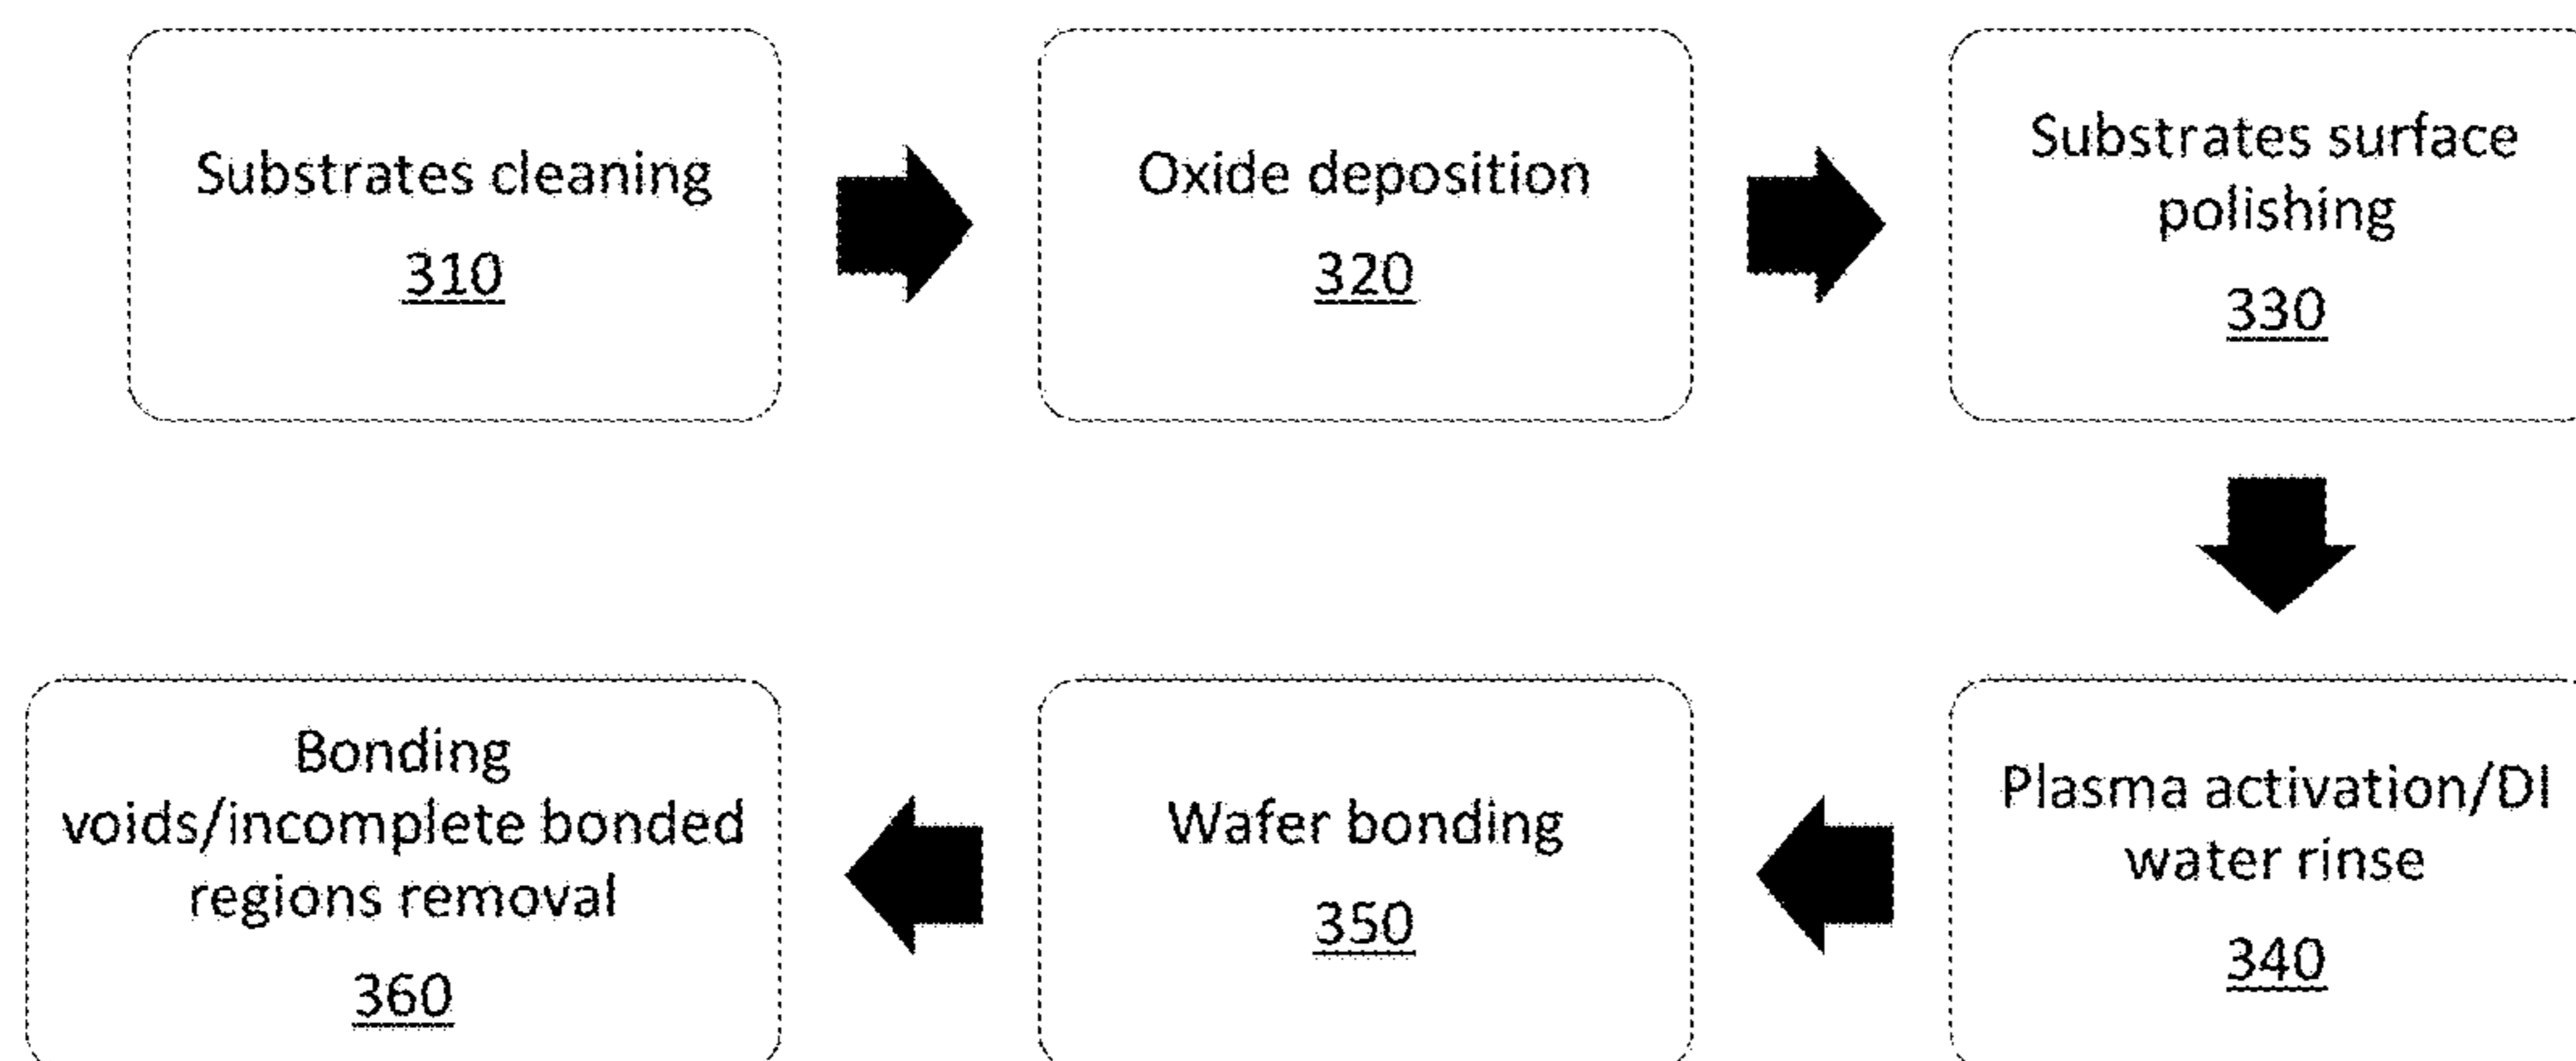 Substrates cleaning
310
Oxide deposition
320
Substrates surface
polishing
330
Plasma activation/DI
water rinse
340
Wafer bonding
350
Bonding
voids/incomplete bonded
regions removal
360